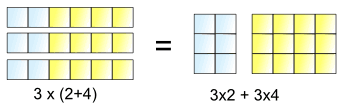 =
3 x (2+4)
3x2 + 3x4